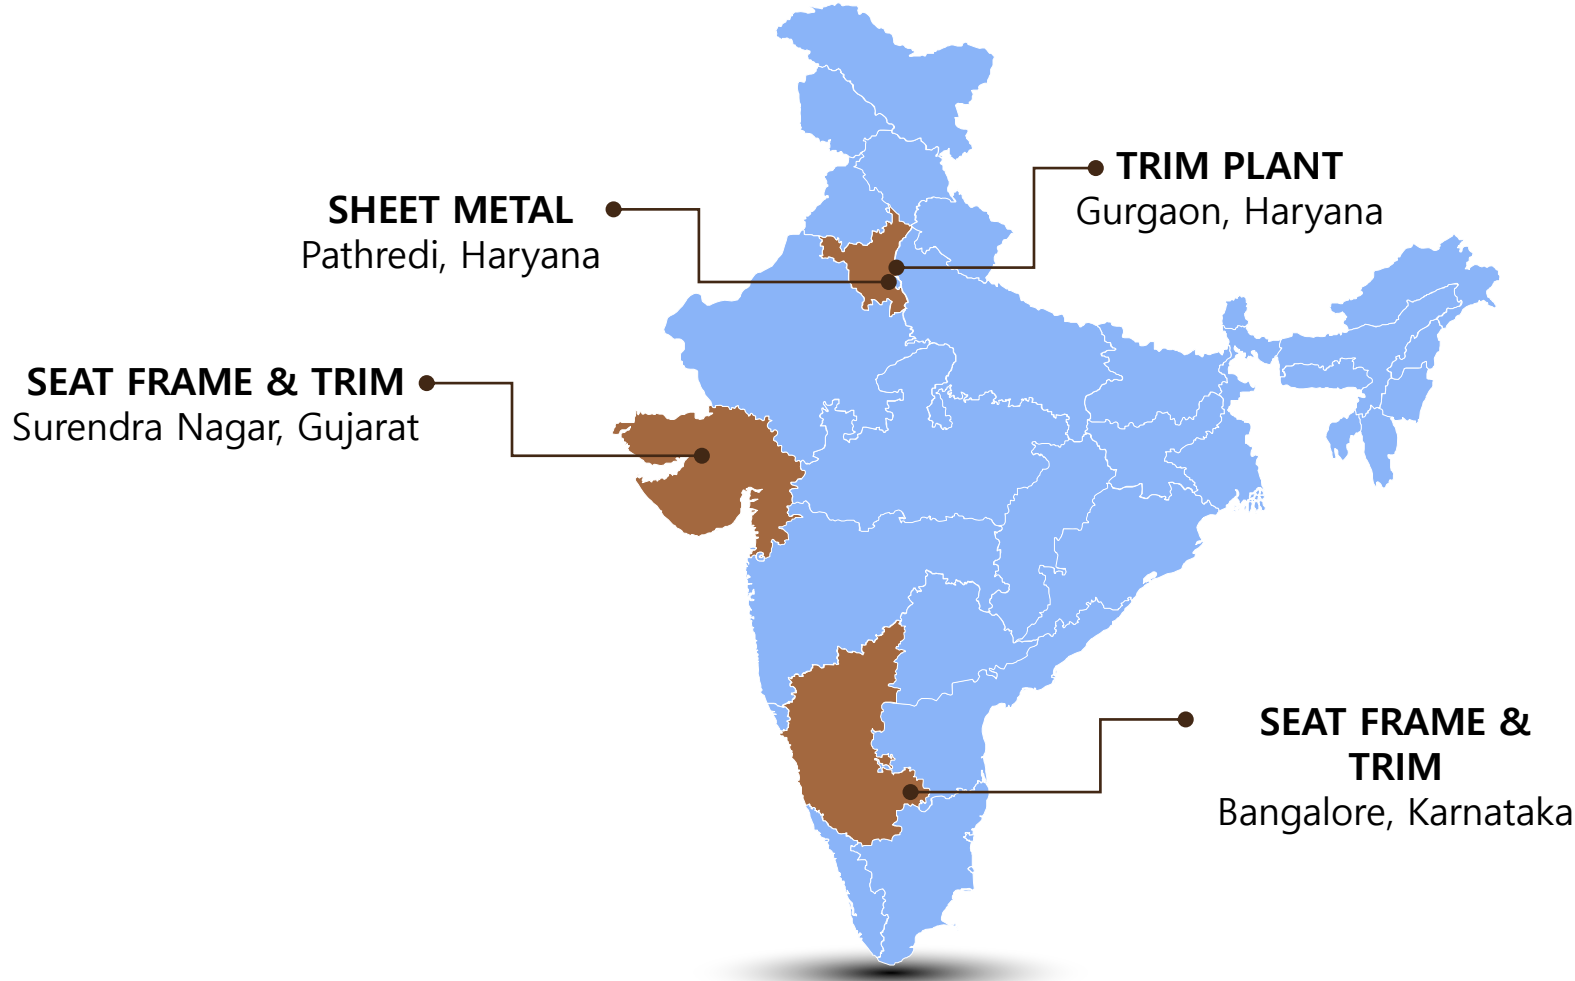 TRIM PLANT
Gurgaon, Haryana
SHEET METAL
Pathredi, Haryana
SEAT FRAME & TRIM
Surendra Nagar, Gujarat
SEAT FRAME &
TRIM
Bangalore, Karnataka